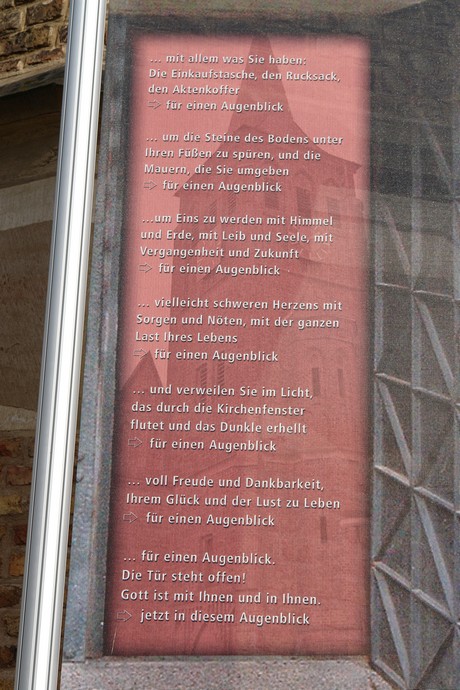 ... mit allem was Sie haben:
Die Einkaufstasche, den Rucksack,
den Aktenkoffer
⇨ für einen Augenblick
... um die Steine des Bodens unter
Ihren Füßen zu spüren, und die
Mauern, die Sie umgeben
⇨ für einen Augenblick
...um Eins zu werden mit Himmel
und Erde, mit Leib und Seele, mit
Vergangenheit und Zukunft
⇨ für einen Augenblick
... vielleicht schweren Herzens mit
Sorgen und Nöten, mit der ganzen
Last Ihres Lebens
⇨ für einen Augenblick
... und verweilen Sie im Licht,
das durch die Kirchenfenster
flutet und das Dunkle erhellt
⇨ für einen Augenblick
... voll Freude und Dankbarkeit,
Ihrem Glück und der Lust zu Leben
⇨ für einen Augenblick
... für einen Augenblick.
Die Tür steht offen!
Gott ist mit Ihnen und in Ihnen.
⇨ jetzt in diesem Augenblick